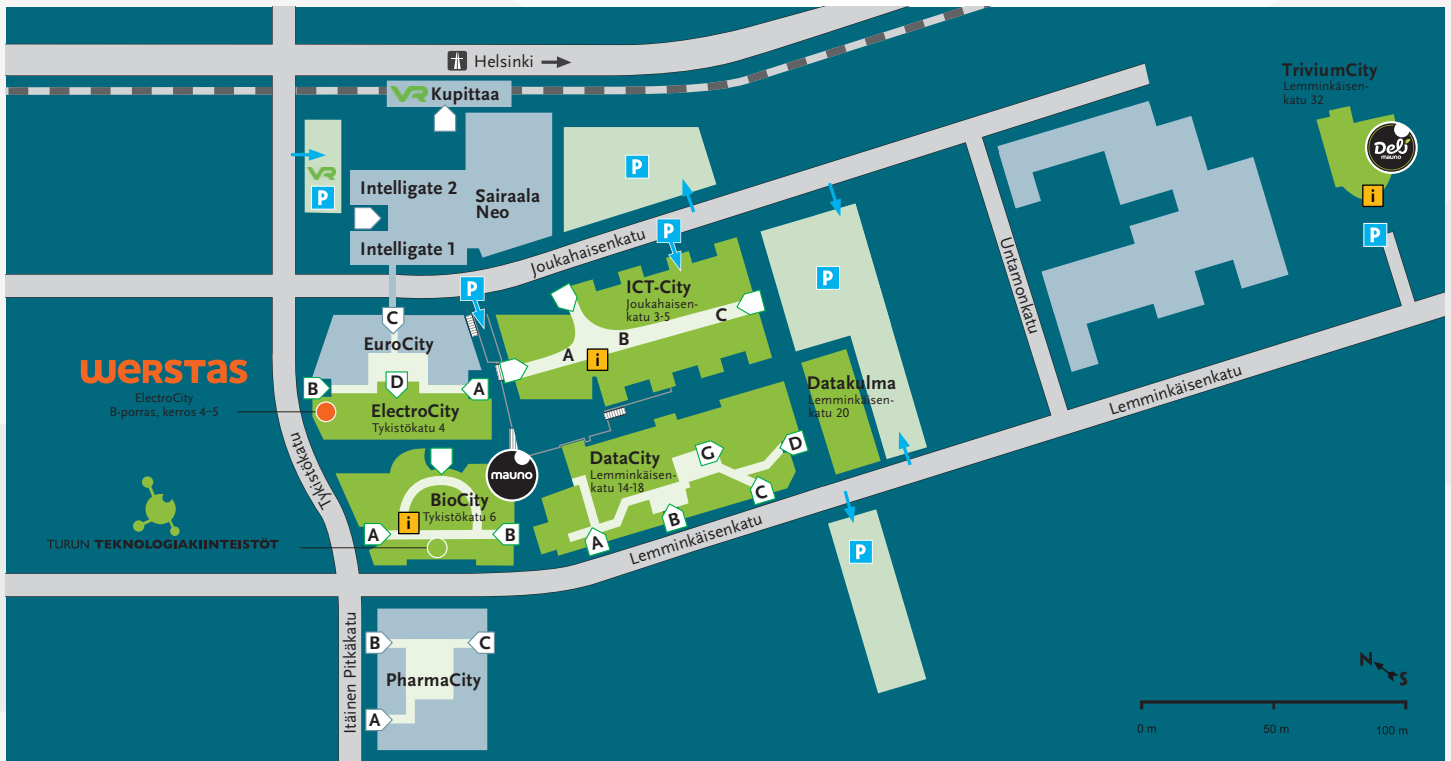 Helsinki
VR Kupittaa
TriviumCity
Lemminkäisen-
katu 32
Deli
mauno
i
P
VR
P
Intelligate 2
Sairaala
Neo
P
Intelligate 1
Joukahaisenkatu
P
P
P
Untamonkatu
ICT-City
Joukahaisen-
katu 3-5
A
B
C
i
C
EuroCity
B
D
A
ElectroCity
Tykistökatu 4
WERSTAS
ElectroCity
B-porras, kerros 4–5
Datakulma
Lemminkäisen-
katu 20
Lemminkäisenkatu
Tykistökatu
mauno
DataCity
Lemminkäisen-
katu 14-18
G
D
C
B
A
BioCity
Tykistökatu 6
A
i
B
TURUN TEKNOLOGIAKIINTEISTÖT
Lemminkäisenkatu
P
Itäinen Pitkäkatu
B
C
PharmaCity
A
N
S
0 m
50 m
100 m